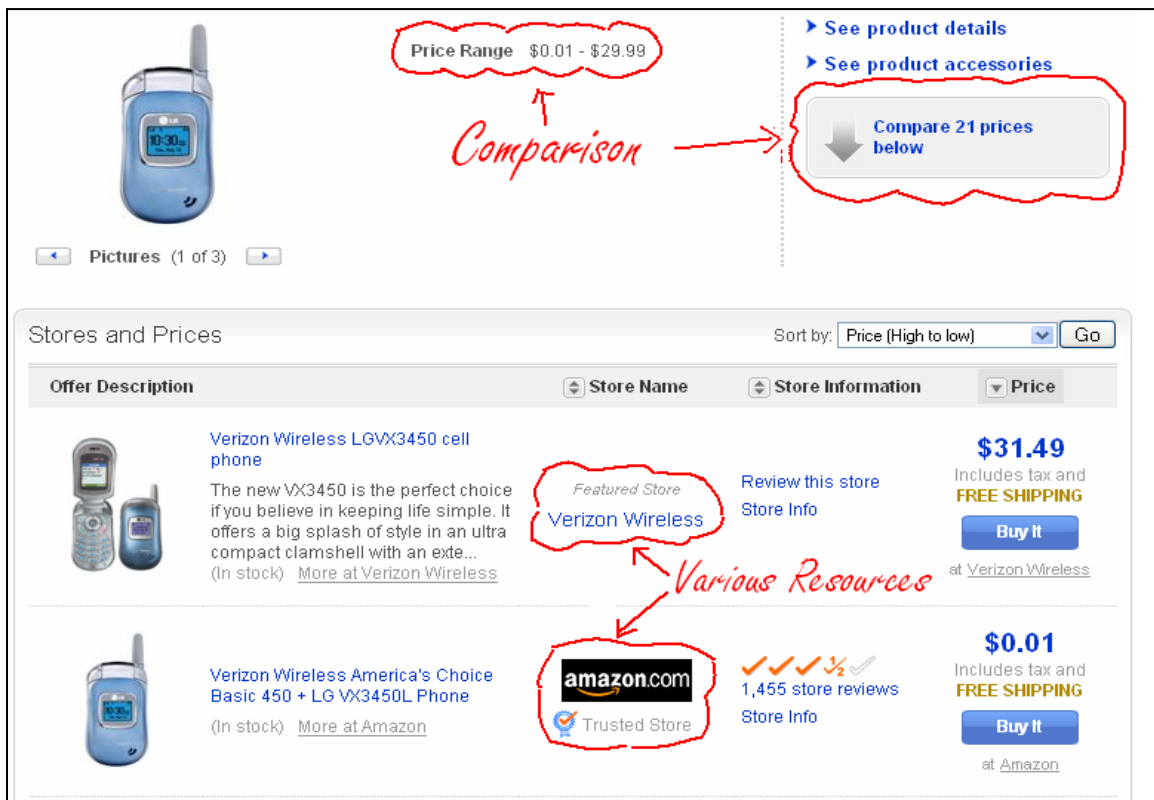 Price Range $0.01 - $29.99
See product details
See product accessories
Comparison
Compare 21 prices
below
LG
10:30
Pictures (1 of 3)
Stores and Prices
Sort by: Price (High to low) Go
Offer Description Store Name Store Information Price
Verizon Wireless LGVX3450 cell
phone
The new VX3450 is the perfect choice
if you believe in keeping life simple. It
offers a big splash of style in an ultra
compact clamshell with an exte...
(In stock) More at Verizon Wireless
Featured Store
Verizon Wireless
Review this store
Store Info
$31.49
Includes tax and
FREE SHIPPING
Buy It
at Verizon Wireless
Various Resources
Verizon Wireless America's Choice
Basic 450 + LG VX3450L Phone
(In stock) More at Amazon
amazon.com
Trusted Store
½
1,455 store reviews
Store Info
$0.01
Includes tax and
FREE SHIPPING
Buy It
at Amazon